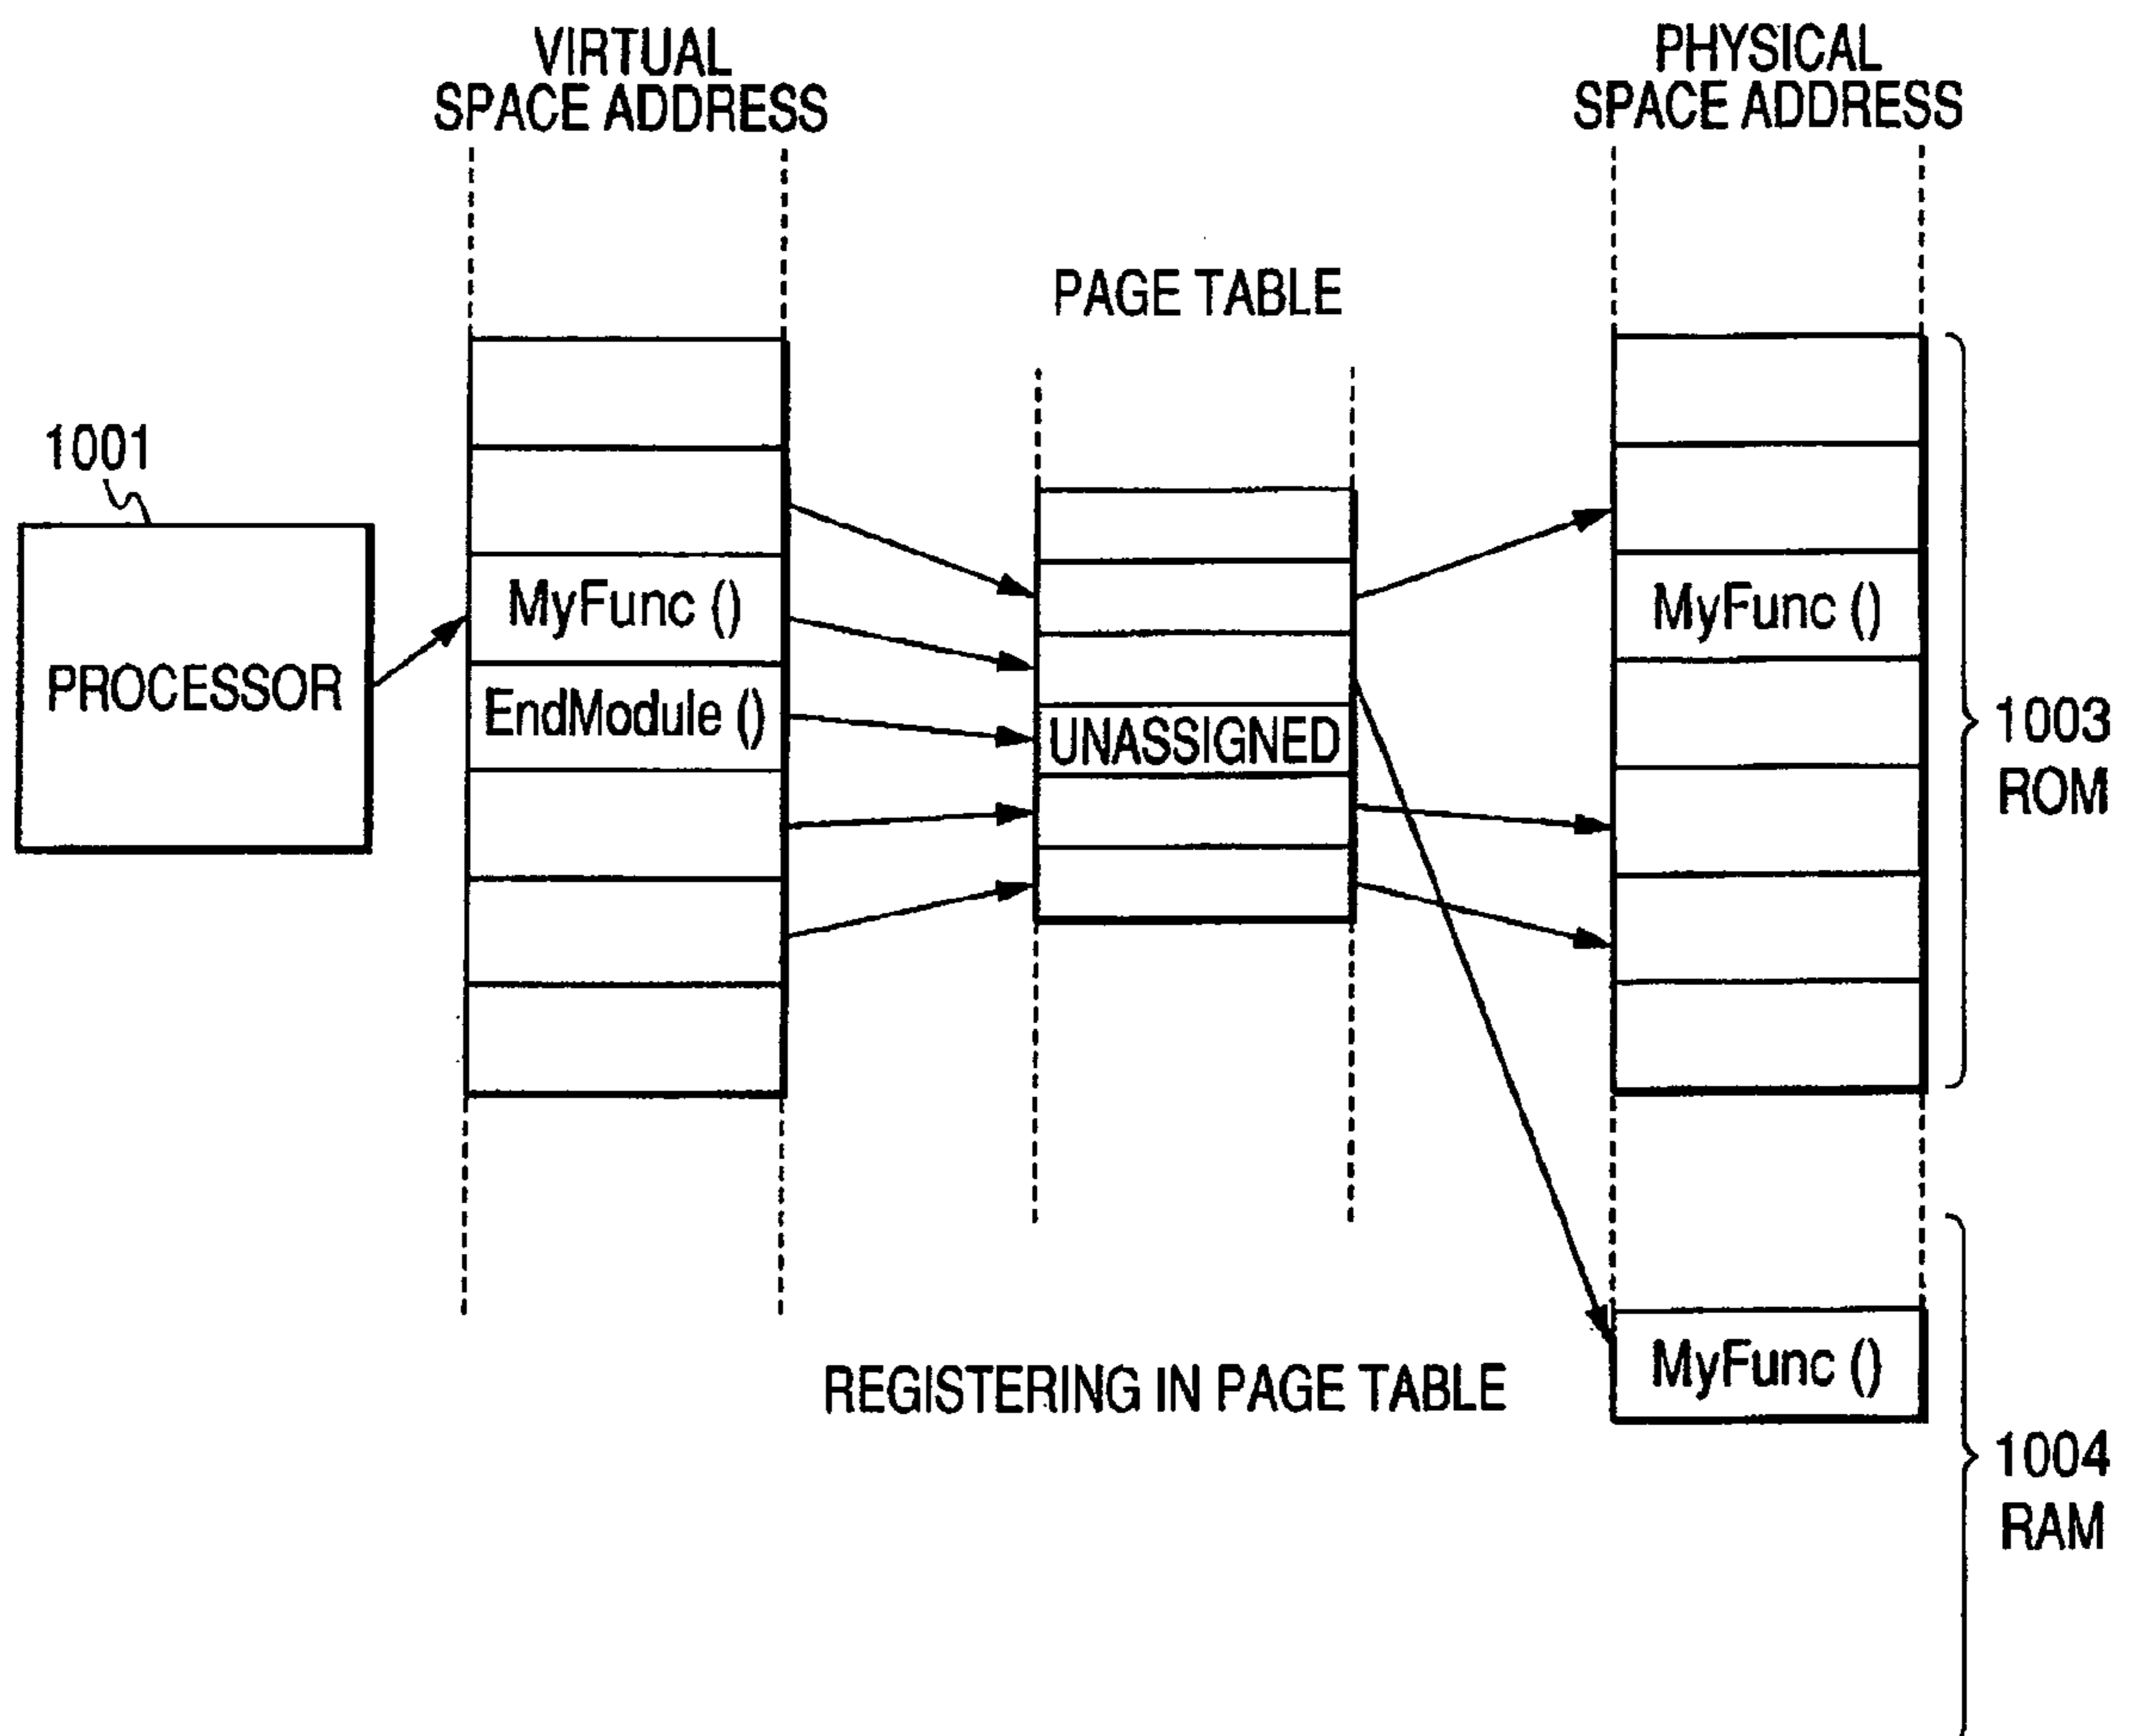 VIRTUAL
SPACE ADDRESS
PHYSICAL
SPACE ADDRESS
PAGE TABLE
1001
PROCESSOR
MyFunc ()
EndModule ()
UNASSIGNED
MyFunc ()
1003
ROM
MyFunc ()
REGISTERING IN PAGE TABLE
1004
RAM